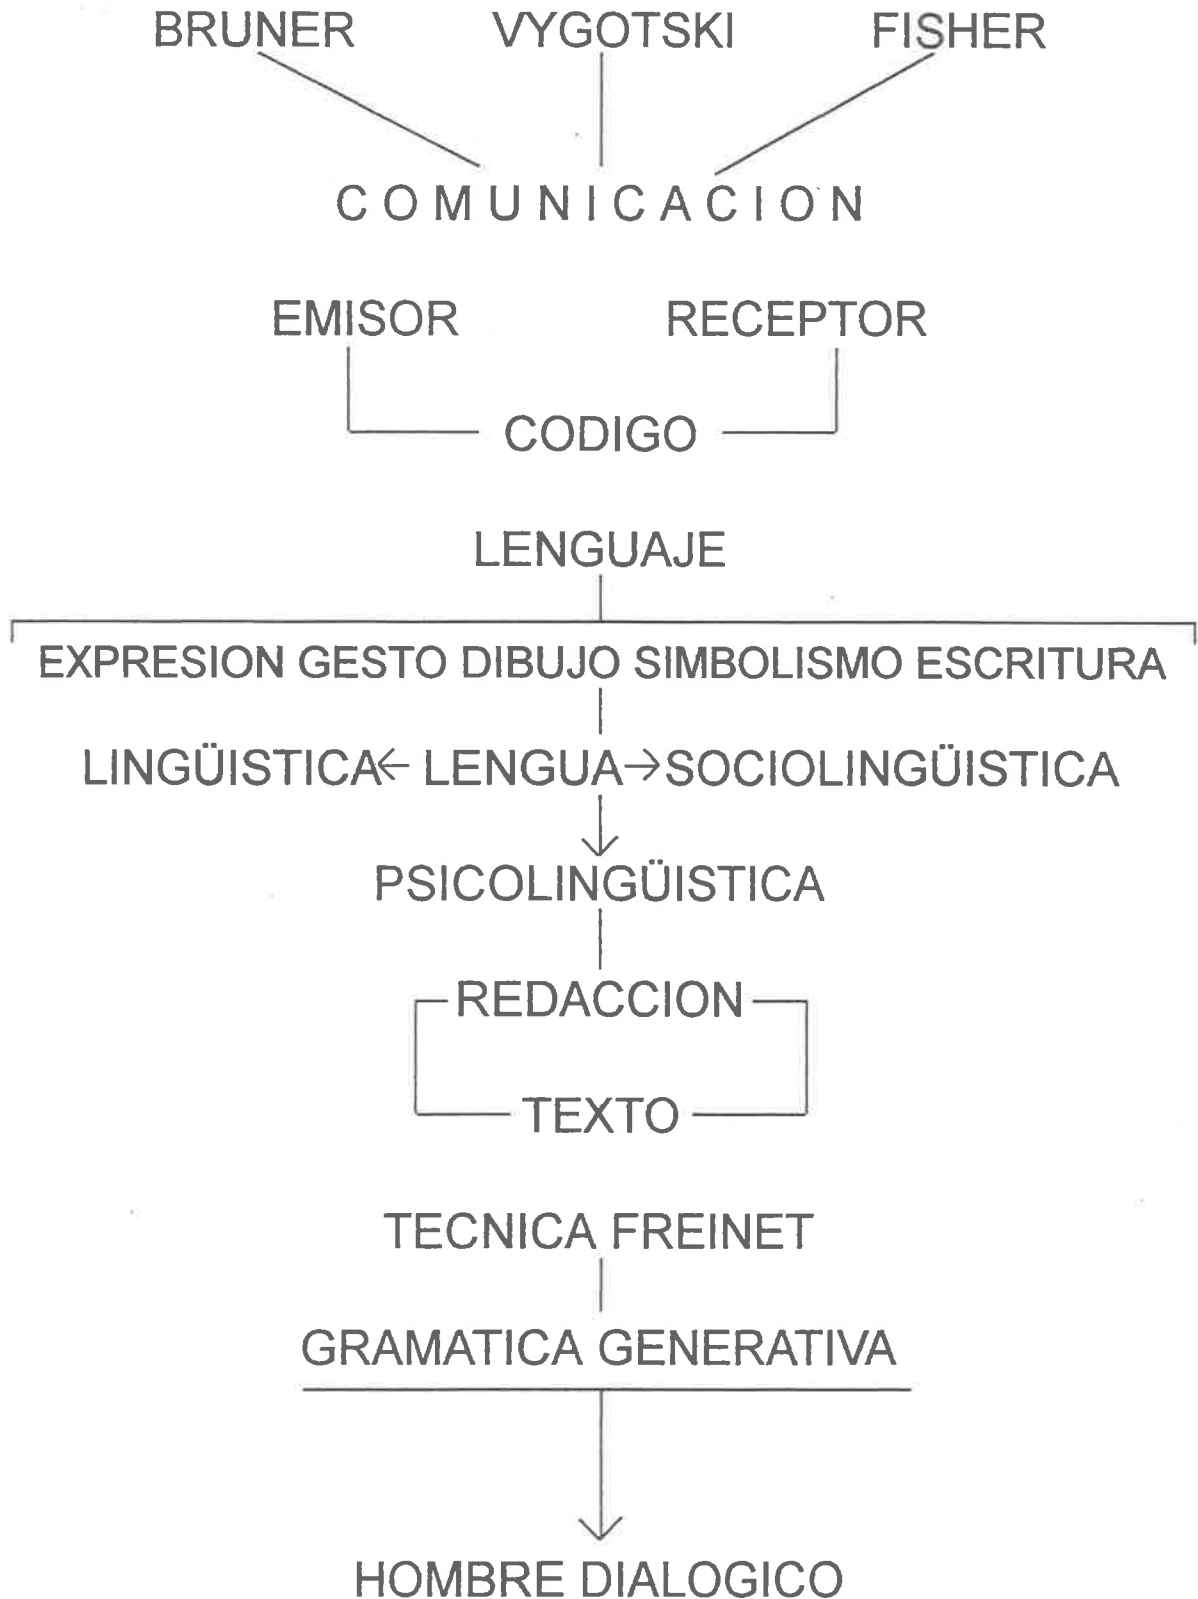 BRUNER VYGOTSKI FISHER
COMUNICACION
EMISOR RECEPTOR
CODIGO
LENGUAJE
EXPRESION GESTO DIBUJO SIMBOLISMO ESCRITURA
LINGÜISTICA← LENGUA→SOCIOLINGÜISTICA
PSICOLINGÜISTICA
REDACCION
TEXTO
TECNICA FREINET
GRAMATICA GENERATIVA
HOMBRE DIALOGICO